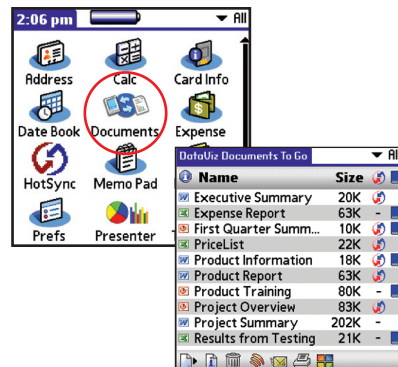 2:06 pm All
Address Calc Card Info
Date Book Documents Expense
HotSync Memo Pad
Prefs Presenter
DataViz Documents To Go Al
Name Size
Executive Summary 20K
Expense Report 63K -
First Quarter Summ... 10K
PriceList 22K
Product Information 18K
Product Report 63K
Product Training 80K -
Project Overview 83K
Project Summary 202K -
Results from Testing 21K -